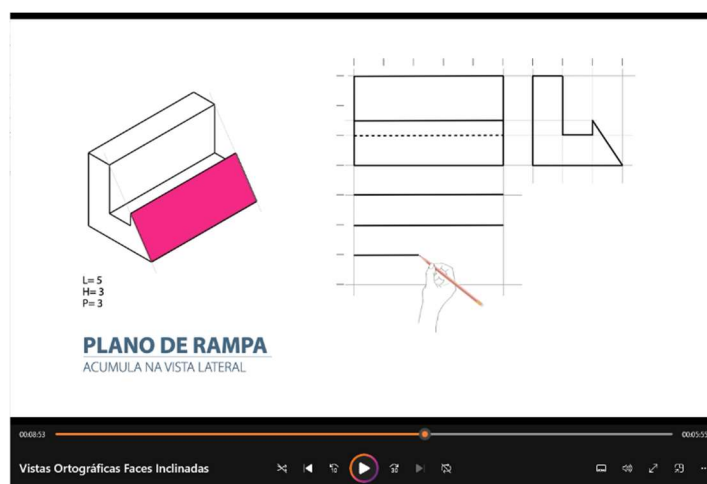 L= 5
H= 3
P= 3
PLANO DE RAMPA
ACUMULA NA VISTA LATERAL
00:08:53
00:05:55
Vistas Ortográficas Faces Inclinadas